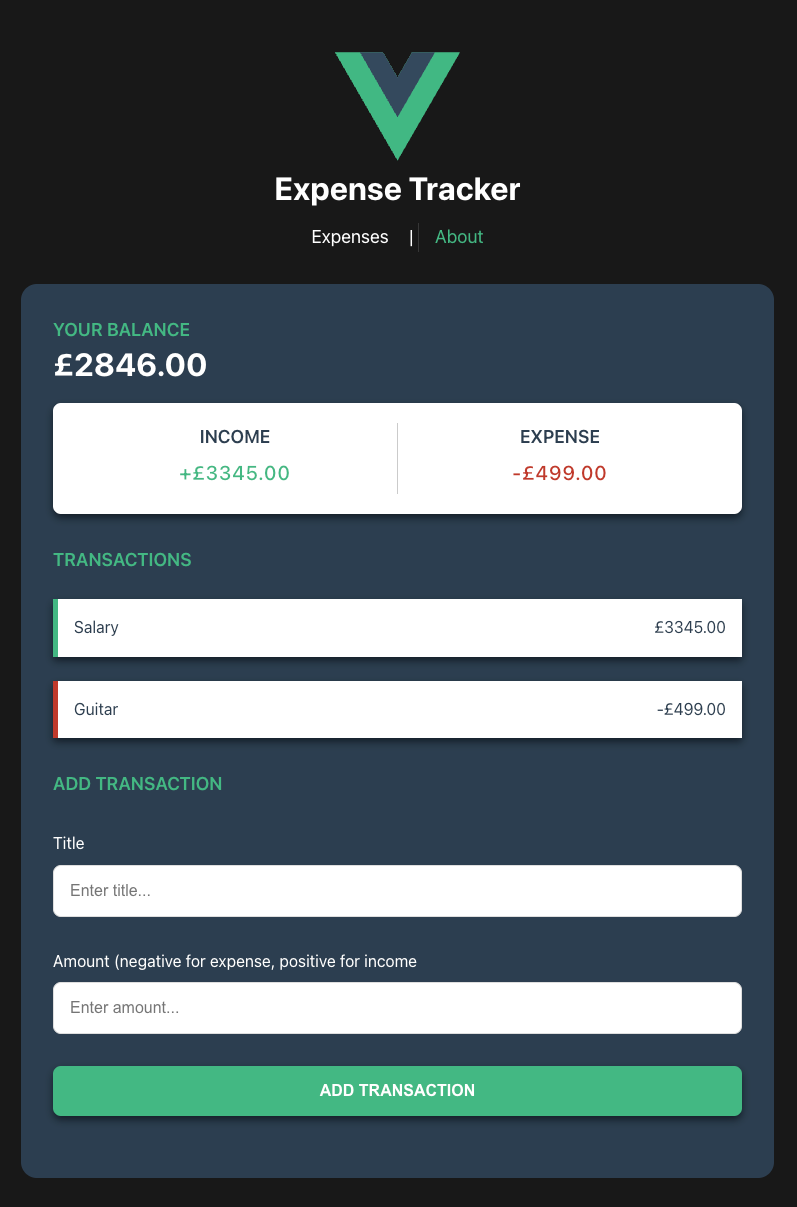 Expense Tracker
Expenses | About
YOUR BALANCE
£2846.00
INCOME EXPENSE
+£3345.00 -£499.00
TRANSACTIONS
Salary £3345.00
Guitar -£499.00
ADD TRANSACTION
Title
Enter title...
Amount (negative for expense, positive for income
Enter amount...
ADD TRANSACTION